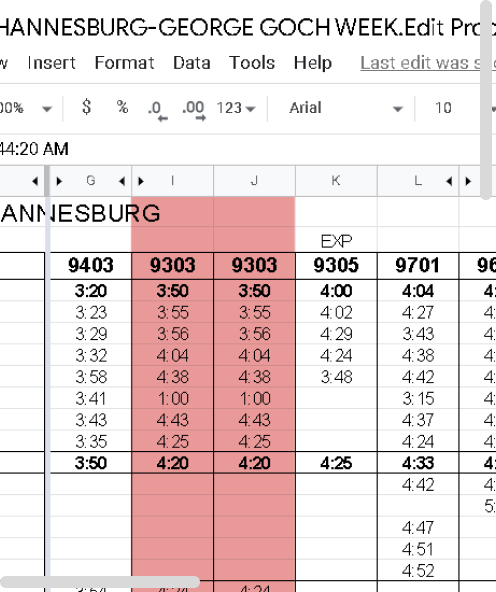 HANNESBURG-GEORGE GOCH WEEK.Edit Pro
w Insert Format Data Tools Help Last edit was s
00% $ % .0 .00 123 Arial 10
44:20 AM
G I J K L
ANNESBURG
EXP
9403 9303 9303 9305 9701 96
3:20 3:50 3:50 4:00 4:04 4:
3:23 3:55 3:55 4:02 4:27 4:
3:29 3:56 3:56 4:29 3:43 4:
3:32 4:04 4:04 4:24 4:38 4:
3:58 4:38 4:38 3:48 4:42 4:
3:41 1:00 1:00 3:15 4:
3:43 4:43 4:43 4:37 4:
3:35 4:25 4:25 4:24 4:
3:50 4:20 4:20 4:25 4:33 4:
4:42 4:
5:
4:47
4:51
4:52